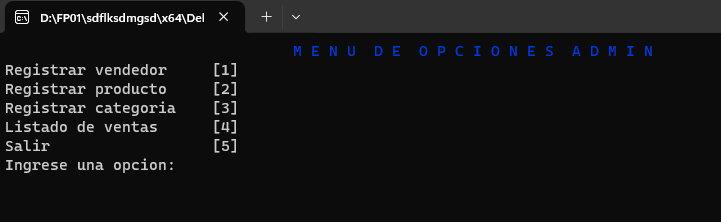 D:\FP01\sdflksdmgsd\x64\Del
M E N U   D E   O P C I O N E S   A D M I N
Registrar vendedor     [1]
Registrar producto     [2]
Registrar categoria    [3]
Listado de ventas      [4]
Salir                  [5]
Ingrese una opcion: